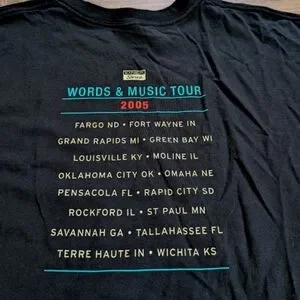 WORDS & MUSIC TOUR
2005
FARGO ND • FORT WAYNE IN
GRAND RAPIDS MI • GREEN BAY WI
LOUISVILLE KY • MOLINE IL
OKLAHOMA CITY OK • OMAHA NE
PENSACOLA FL • RAPID CITY SD
ROCKFORD IL • ST PAUL MN
SAVANNAH GA • TALLAHASSEE FL
TERRE HAUTE IN • WICHITA KS